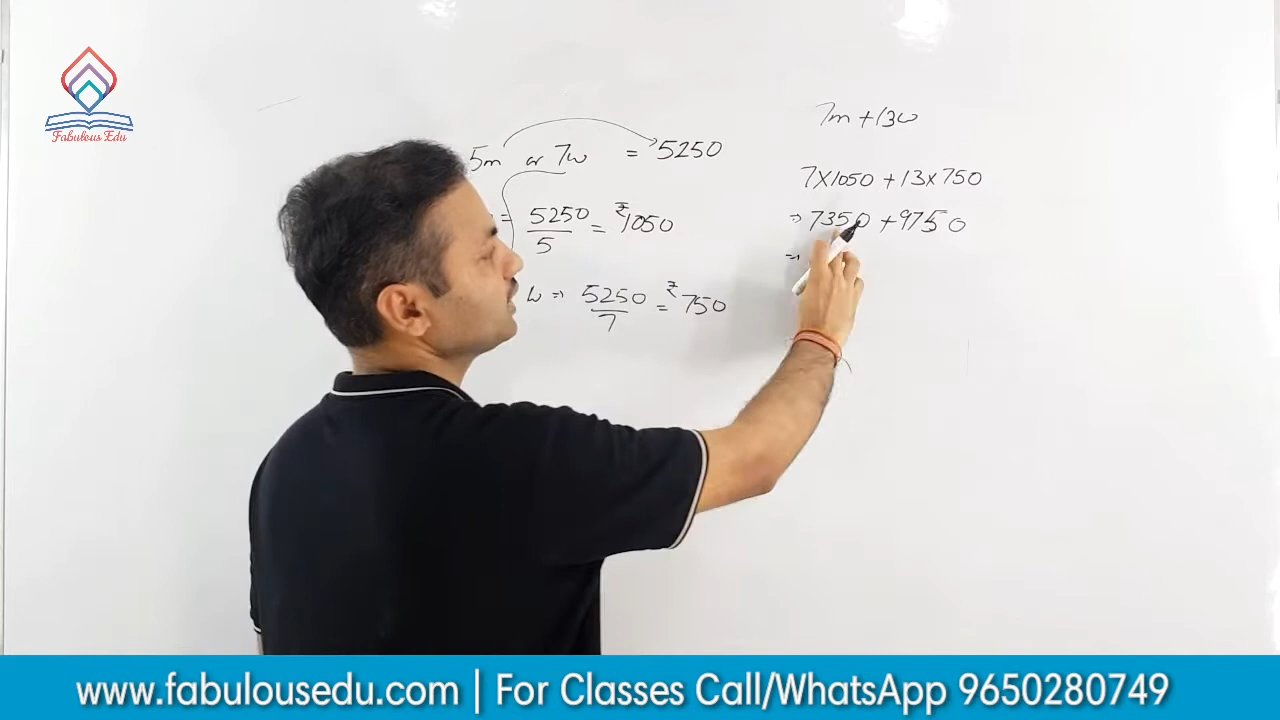 Fabulous Edu
5m or 7w = 5250
= 5250/5 = ₹1050
w ⇒ 5250/7 = ₹750
7m + 13w
7×1050 + 13×750
⇒ 7350 + 9750
⇒
www.fabulousedu.com | For Classes Call/WhatsApp 9650280749